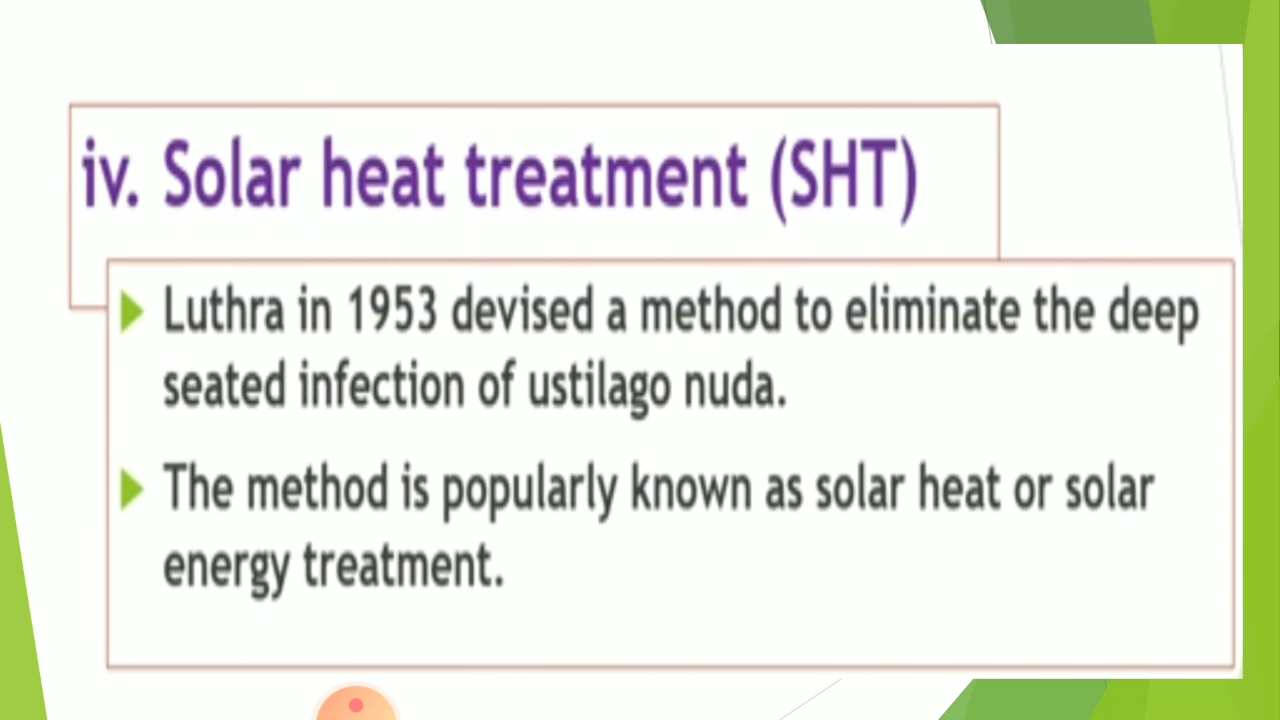 iv. Solar heat treatment (SHT)
Luthra in 1953 devised a method to eliminate the deep
seated infection of ustilago nuda.
The method is popularly known as solar heat or solar
energy treatment.